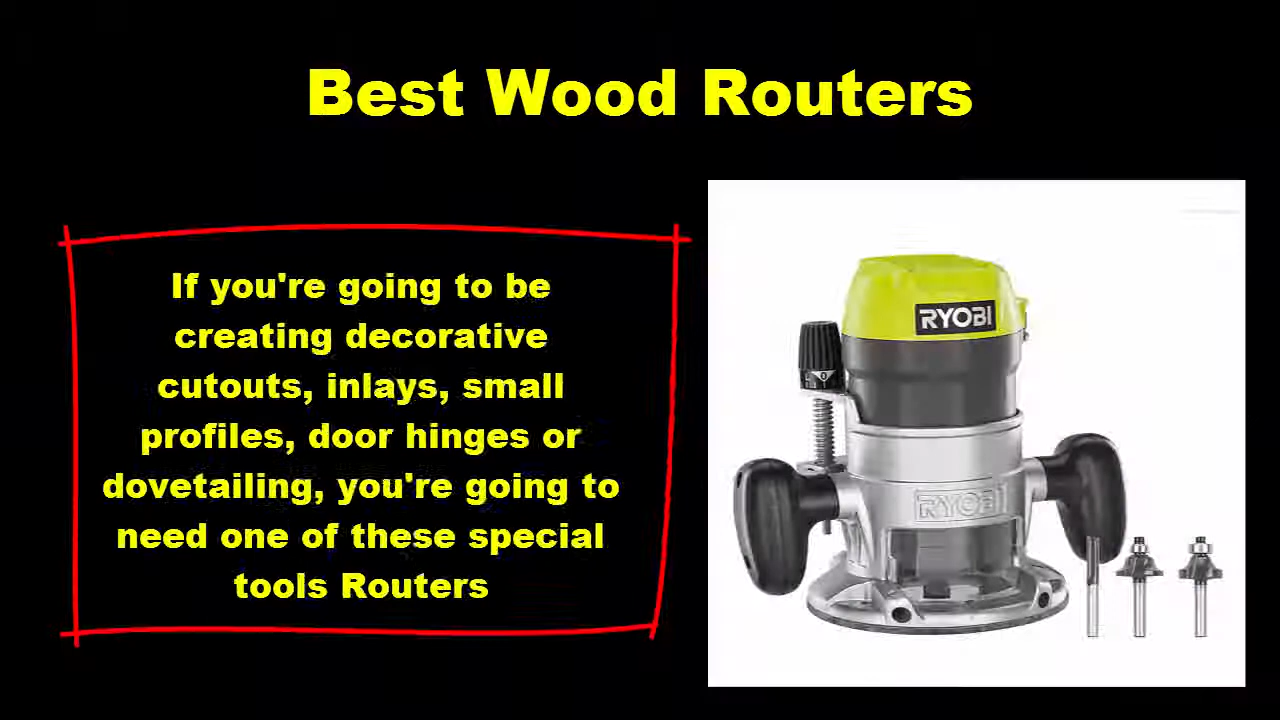 Best Wood Routers
If you're going to be
creating decorative
cutouts, inlays, small
profiles, door hinges or
dovetailing, you're going to
need one of these special
tools Routers
RYOBI
0
RYOBI